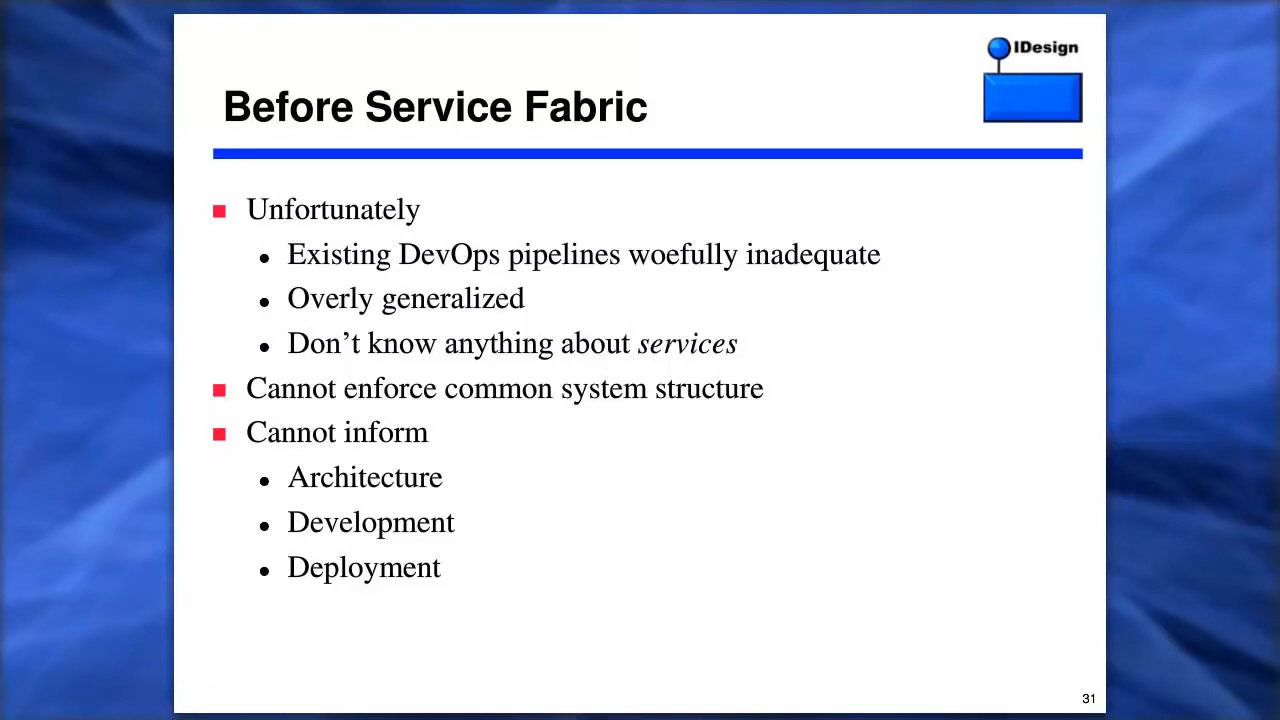 IDesign
Before Service Fabric
Unfortunately
Existing DevOps pipelines woefully inadequate
Overly generalized
Don't know anything about services
Cannot enforce common system structure
Cannot inform
Architecture
Development
Deployment
31